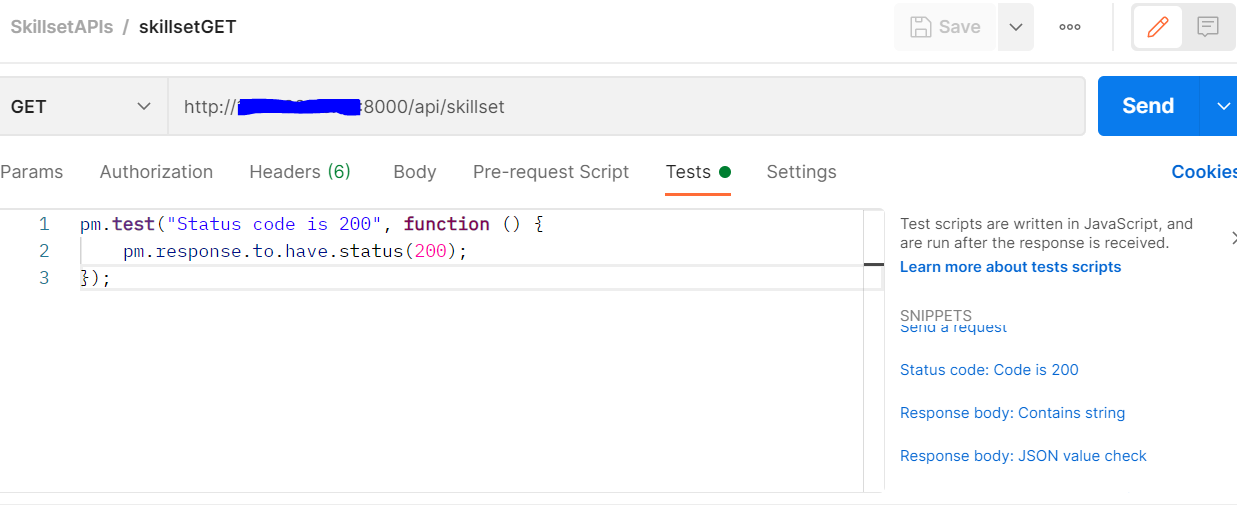 SkillsetAPIs / skillsetGET
Save
GET
http://
:8000/api/skillset
Send
Params Authorization Headers (6) Body Pre-request Script Tests Settings Cookies
1 pm.test("Status code is 200", function () {
2 pm.response.to.have.status(200);
3 });
Test scripts are written in JavaScript, and
are run after the response is received.
Learn more about tests scripts
SNIPPETS
Send a request
Status code: Code is 200
Response body: Contains string
Response body: JSON value check